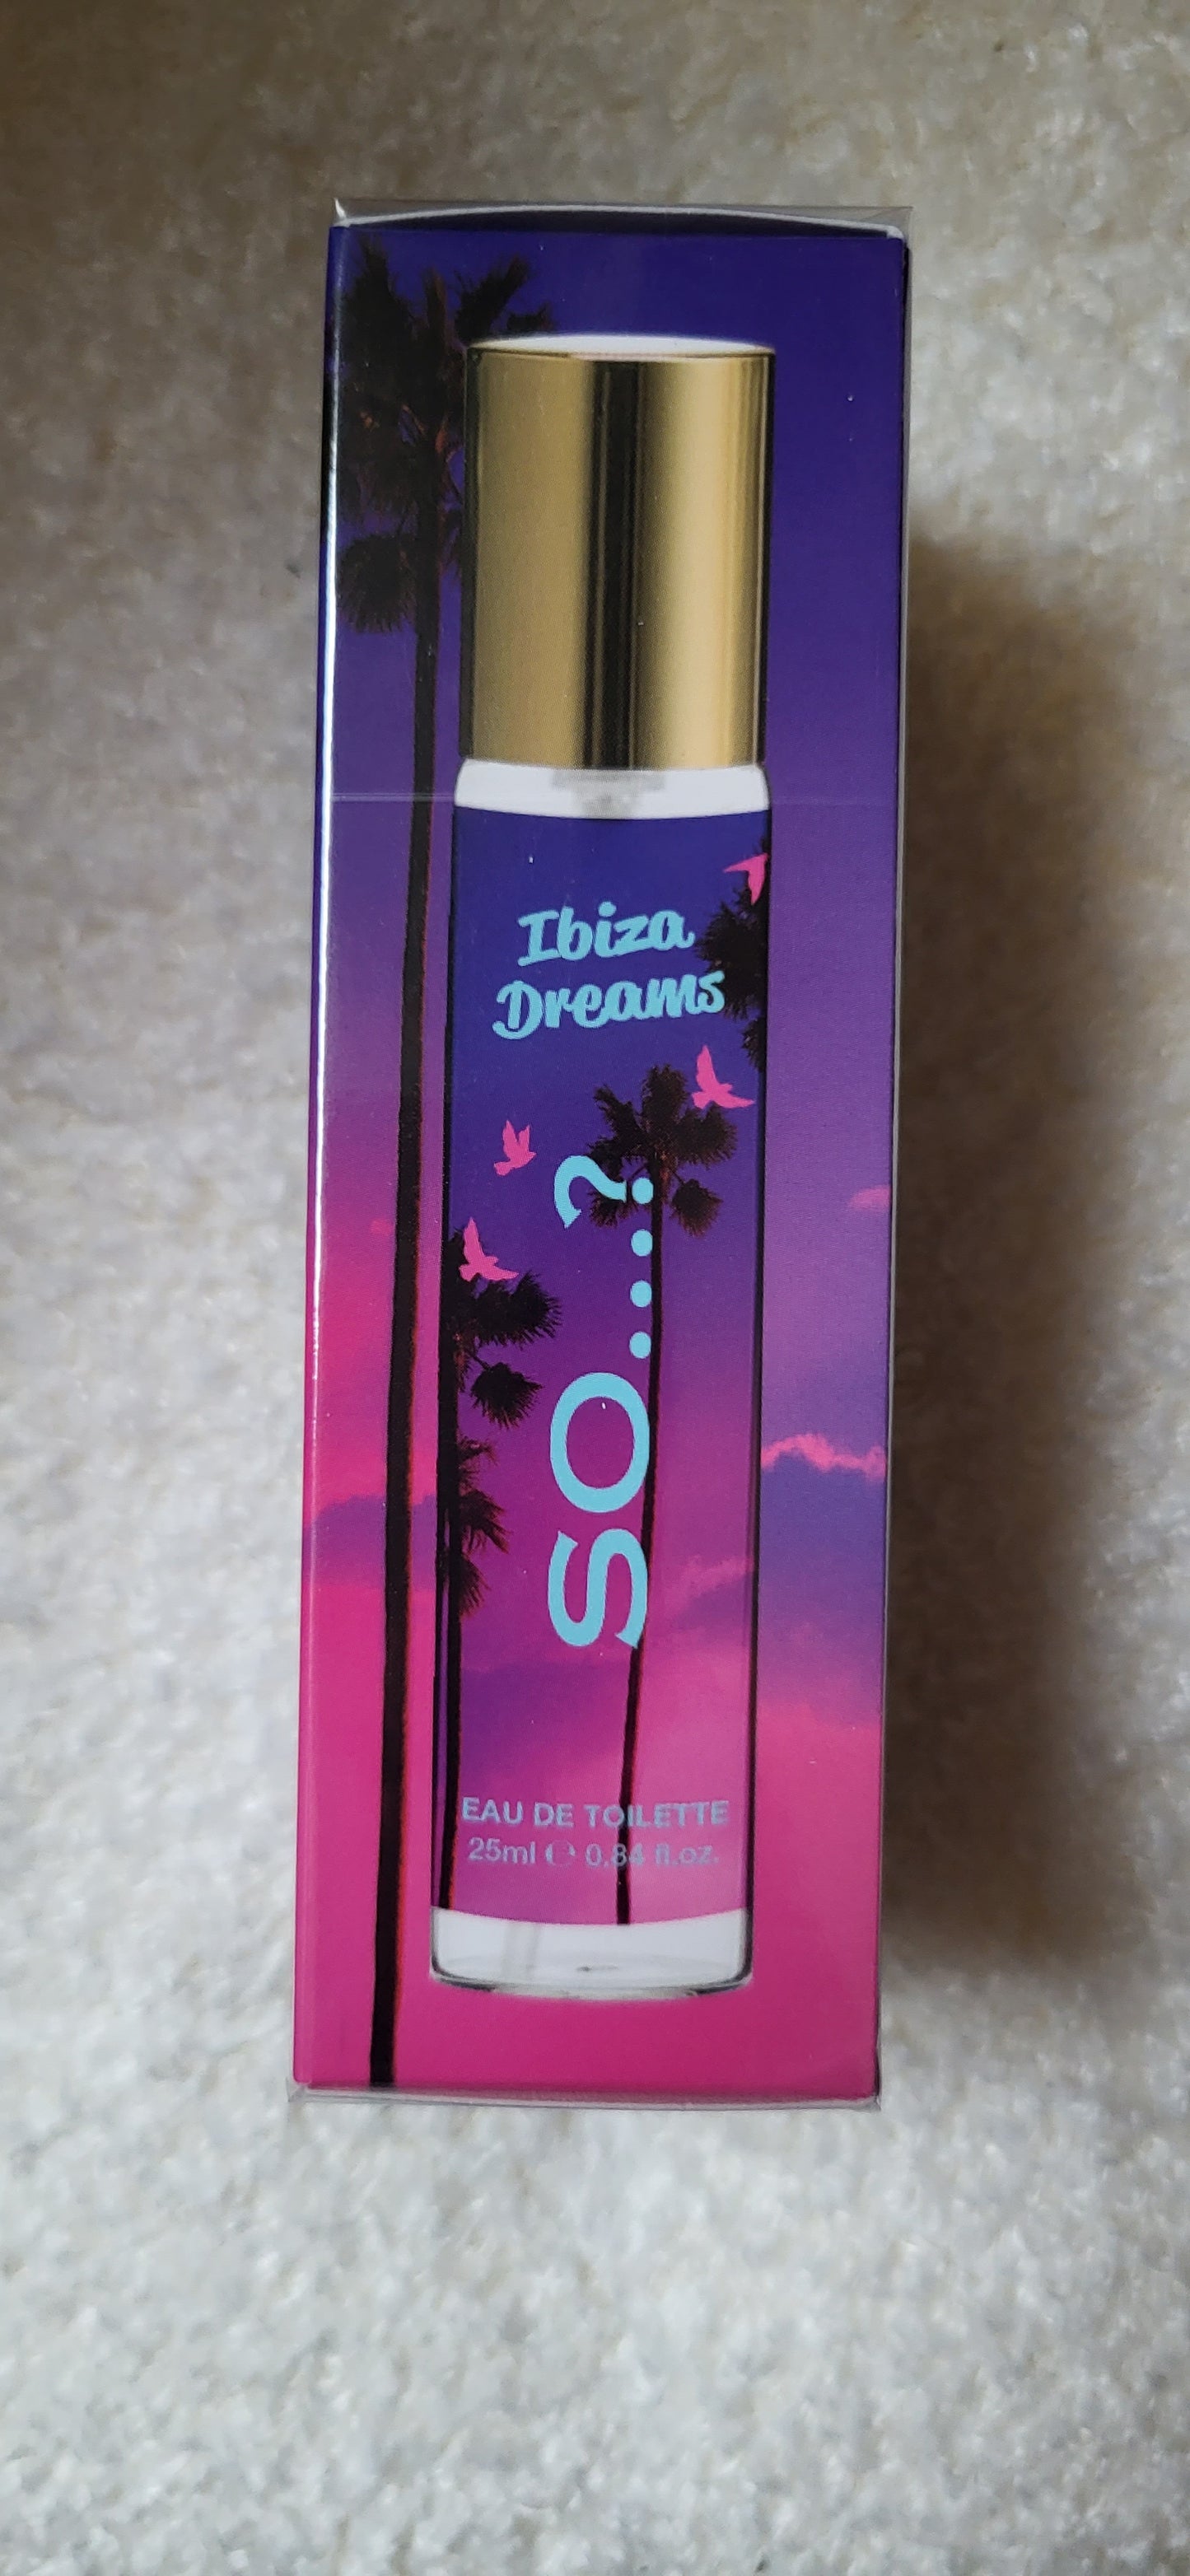 Ibiza
Dreams
SO...?
EAU DE TOILETTE
25ml ℮ 0.84 fl.oz.